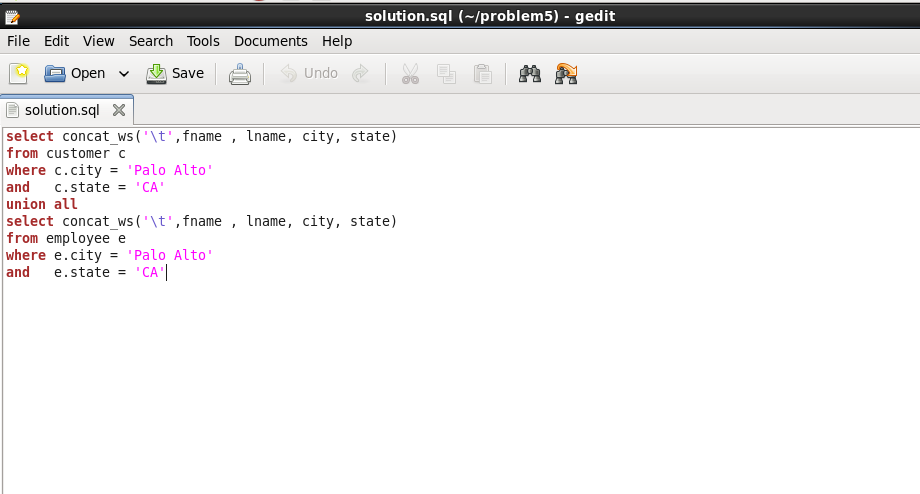 solution.sql (~/problem5) - gedit
File Edit View Search Tools Documents Help
Open Save Undo
solution.sql
select concat_ws('\t',fname , lname, city, state)
from customer c
where c.city = 'Palo Alto'
and   c.state = 'CA'
union all
select concat_ws('\t',fname , lname, city, state)
from employee e
where e.city = 'Palo Alto'
and   e.state = 'CA'